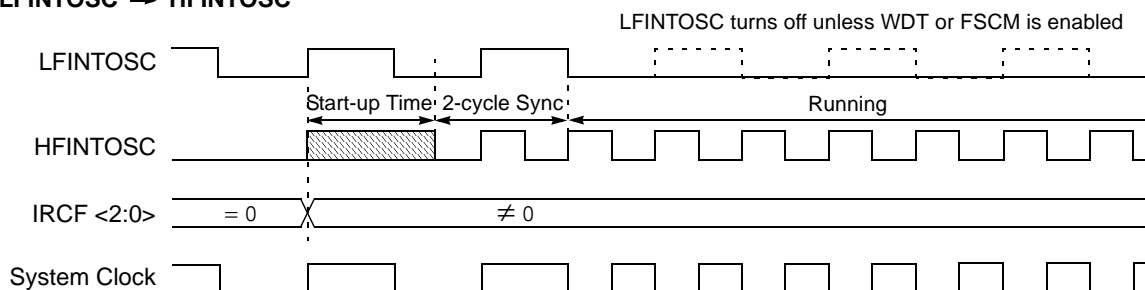 LFINTOSC → HFINTOSC
LFINTOSC turns off unless WDT or FSCM is enabled
LFINTOSC
Start-up Time
2-cycle Sync
Running
HFINTOSC
IRCF <2:0>
= 0
≠ 0
System Clock